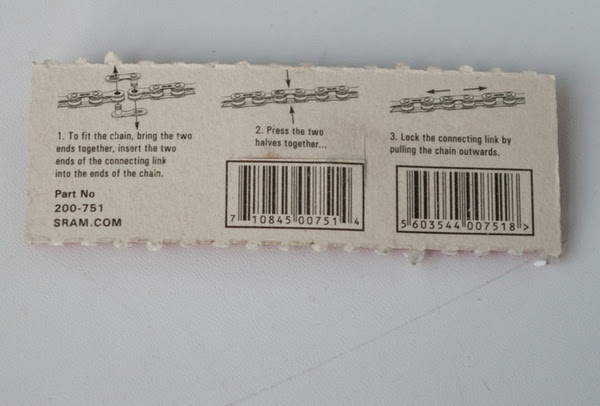 1. To fit the chain, bring the two
ends together, insert the two
ends of the connecting link
into the ends of the chain.
Part No
200-751
SRAM.COM
2. Press the two
halves together...
7 10845 00751 4
3. Lock the connecting link by
pulling the chain outwards.
5 603544 007518 >